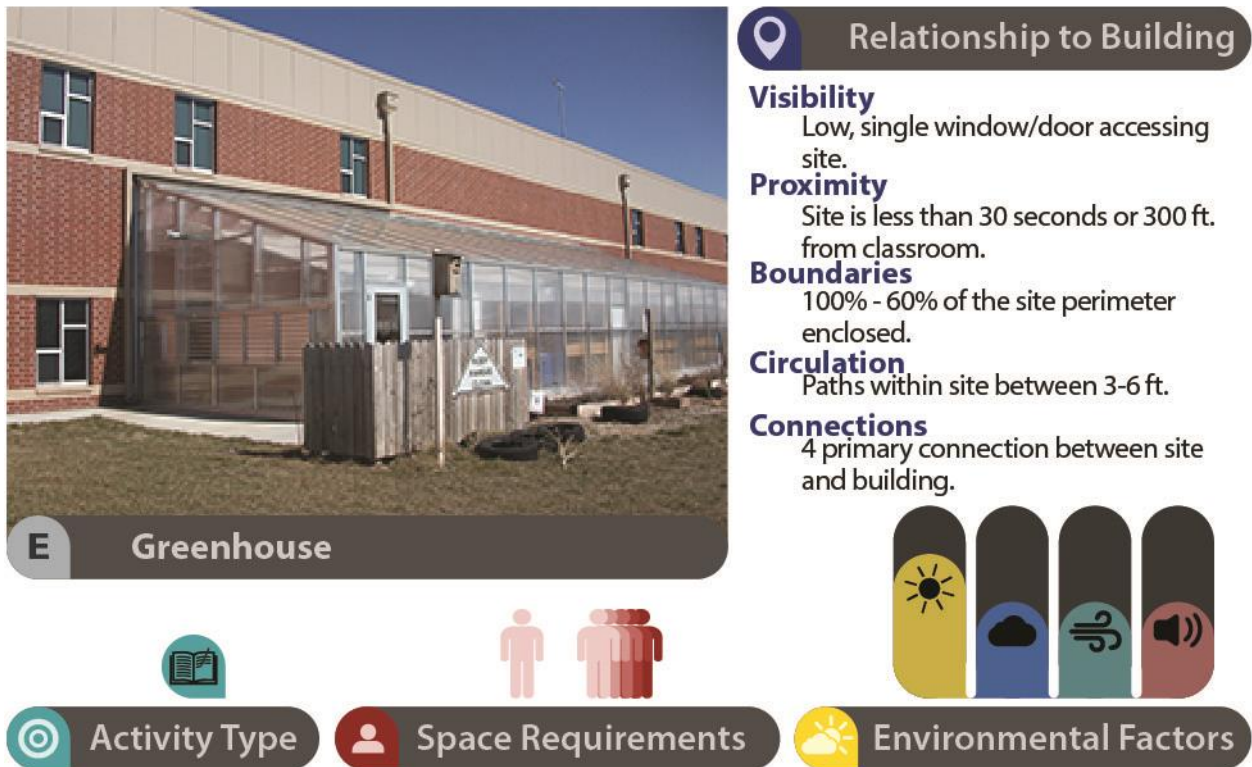 Relationship to Building
Visibility
Low, single window/door accessing
site.
Proximity
Site is less than 30 seconds or 300 ft.
from classroom.
Boundaries
100% - 60% of the site perimeter
enclosed.
Circulation
Paths within site between 3-6 ft.
Connections
4 primary connection between site
and building.
E Greenhouse
Activity Type
Space Requirements
Environmental Factors